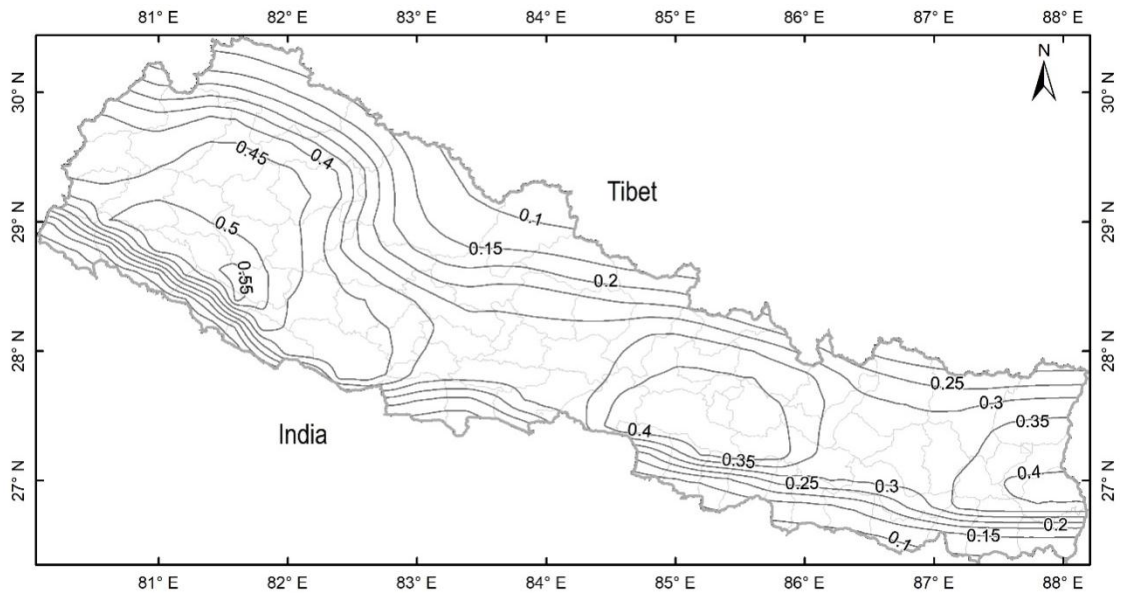 81° E 82° E 83° E 84° E 85° E 86° E 87° E 88° E
N
30° N 30° N
0.45
0.4
Tibet
0.1
29° N 29° N
0.5
0.15
0.55
0.2
28° N 28° N
0.25
0.3
0.35
India
0.4
0.35
0.4
27° N 27° N
0.25
0.3
0.2
0.15
0.1
81° E 82° E 83° E 84° E 85° E 86° E 87° E 88° E